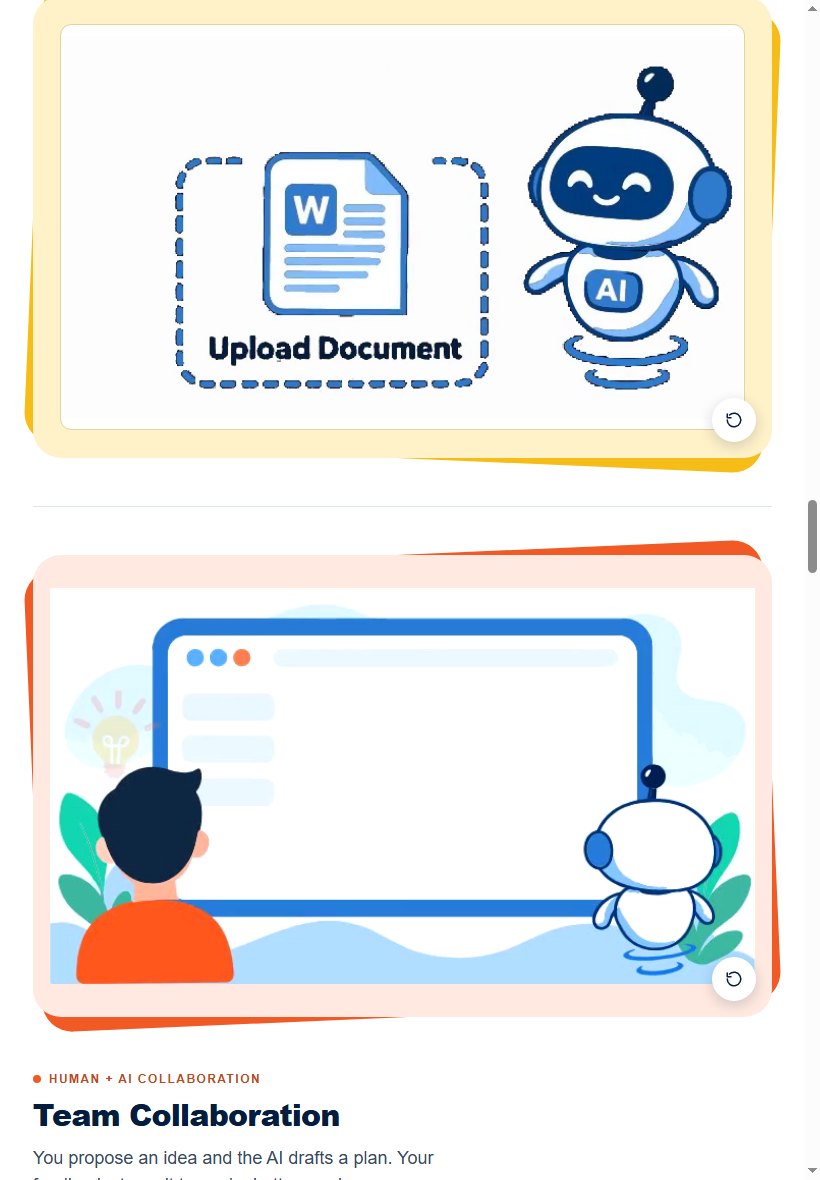 W
Upload Document
AI
HUMAN + AI COLLABORATION
Team Collaboration
You propose an idea and the AI drafts a plan. Your